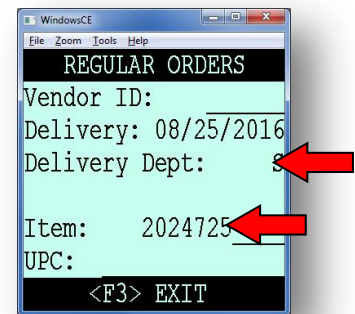 WindowsCE
File Zoom Tools Help
REGULAR ORDERS
Vendor ID:
Delivery: 08/25/2016
Delivery Dept: S
Item: 2024725
UPC:
<F3> EXIT